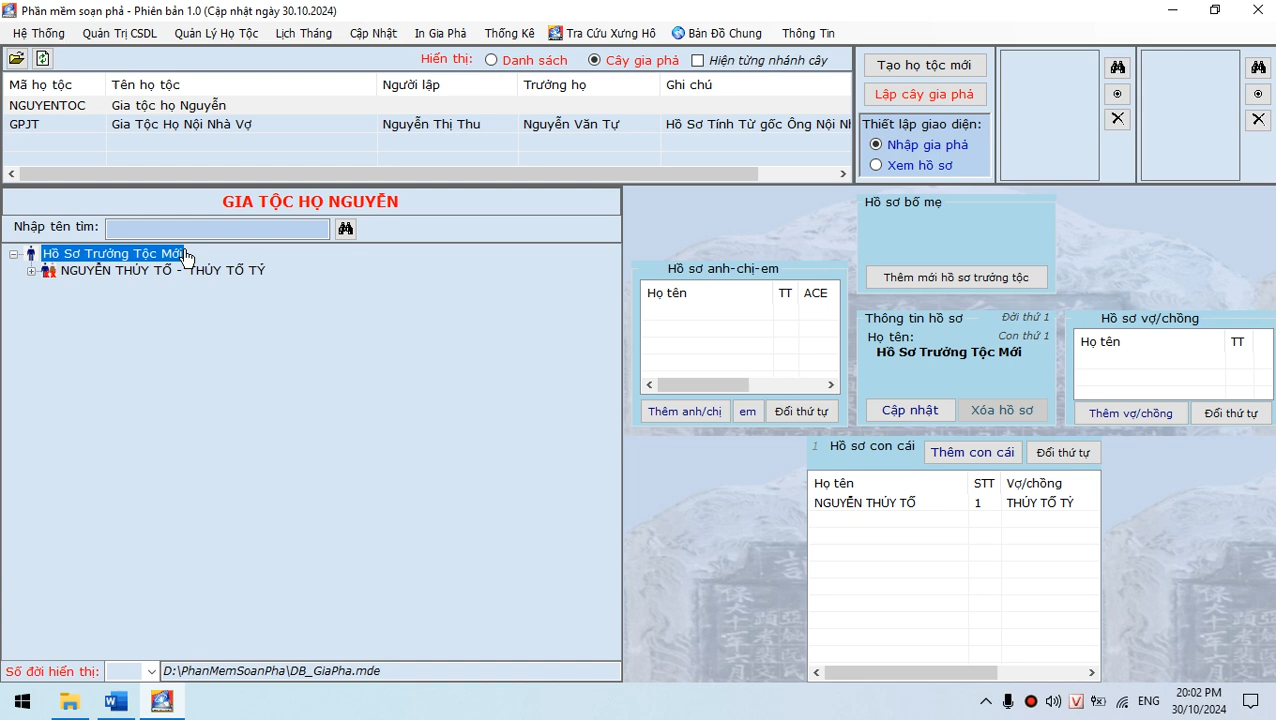 Phần mềm soạn phả - Phiên bản 1.0 (Cập nhật ngày 30.10.2024)
Hệ Thống Quản Trị CSDL Quản Lý Họ Tộc Lịch Tháng Cập Nhật In Gia Phả Thống Kê Tra Cứu Xưng Hô Bản Đồ Chung Thông Tin
Hiển thị: Danh sách Cây gia phả Hiện từng nhánh cây
Mã họ tộc Tên họ tộc Người lập Trưởng họ Ghi chú
NGUYENTOC Gia tộc họ Nguyễn
GPJT Gia Tộc Họ Nội Nhà Vợ Nguyễn Thị Thu Nguyễn Văn Tự Hồ Sơ Tính Từ gốc Ông Nội Nh
Tạo họ tộc mới
Lập cây gia phả
Thiết lập giao diện:
Nhập gia phả
Xem hồ sơ
GIA TỘC HỌ NGUYỄN
Nhập tên tìm:
Hồ Sơ Trưởng Tộc Mới
NGUYỄN THỦY TỔ - THỦY TỔ TỶ
Hồ sơ bố mẹ
Thêm mới hồ sơ trưởng tộc
Hồ sơ anh-chị-em
Họ tên TT ACE
Thêm anh/chị em Đổi thứ tự
Thông tin hồ sơ Đời thứ 1
Họ tên: Con thứ 1
Hồ Sơ Trưởng Tộc Mới
Cập nhật Xóa hồ sơ
Hồ sơ vợ/chồng
Họ tên TT
Thêm vợ/chồng Đổi thứ tự
1 Hồ sơ con cái Thêm con cái Đổi thứ tự
Họ tên STT Vợ/chồng
NGUYỄN THỦY TỔ 1 THỦY TỔ TỶ
Số đời hiển thị: D:\PhanMemSoanPha\DB_GiaPha.mde
ENG
20:02 PM
30/10/2024